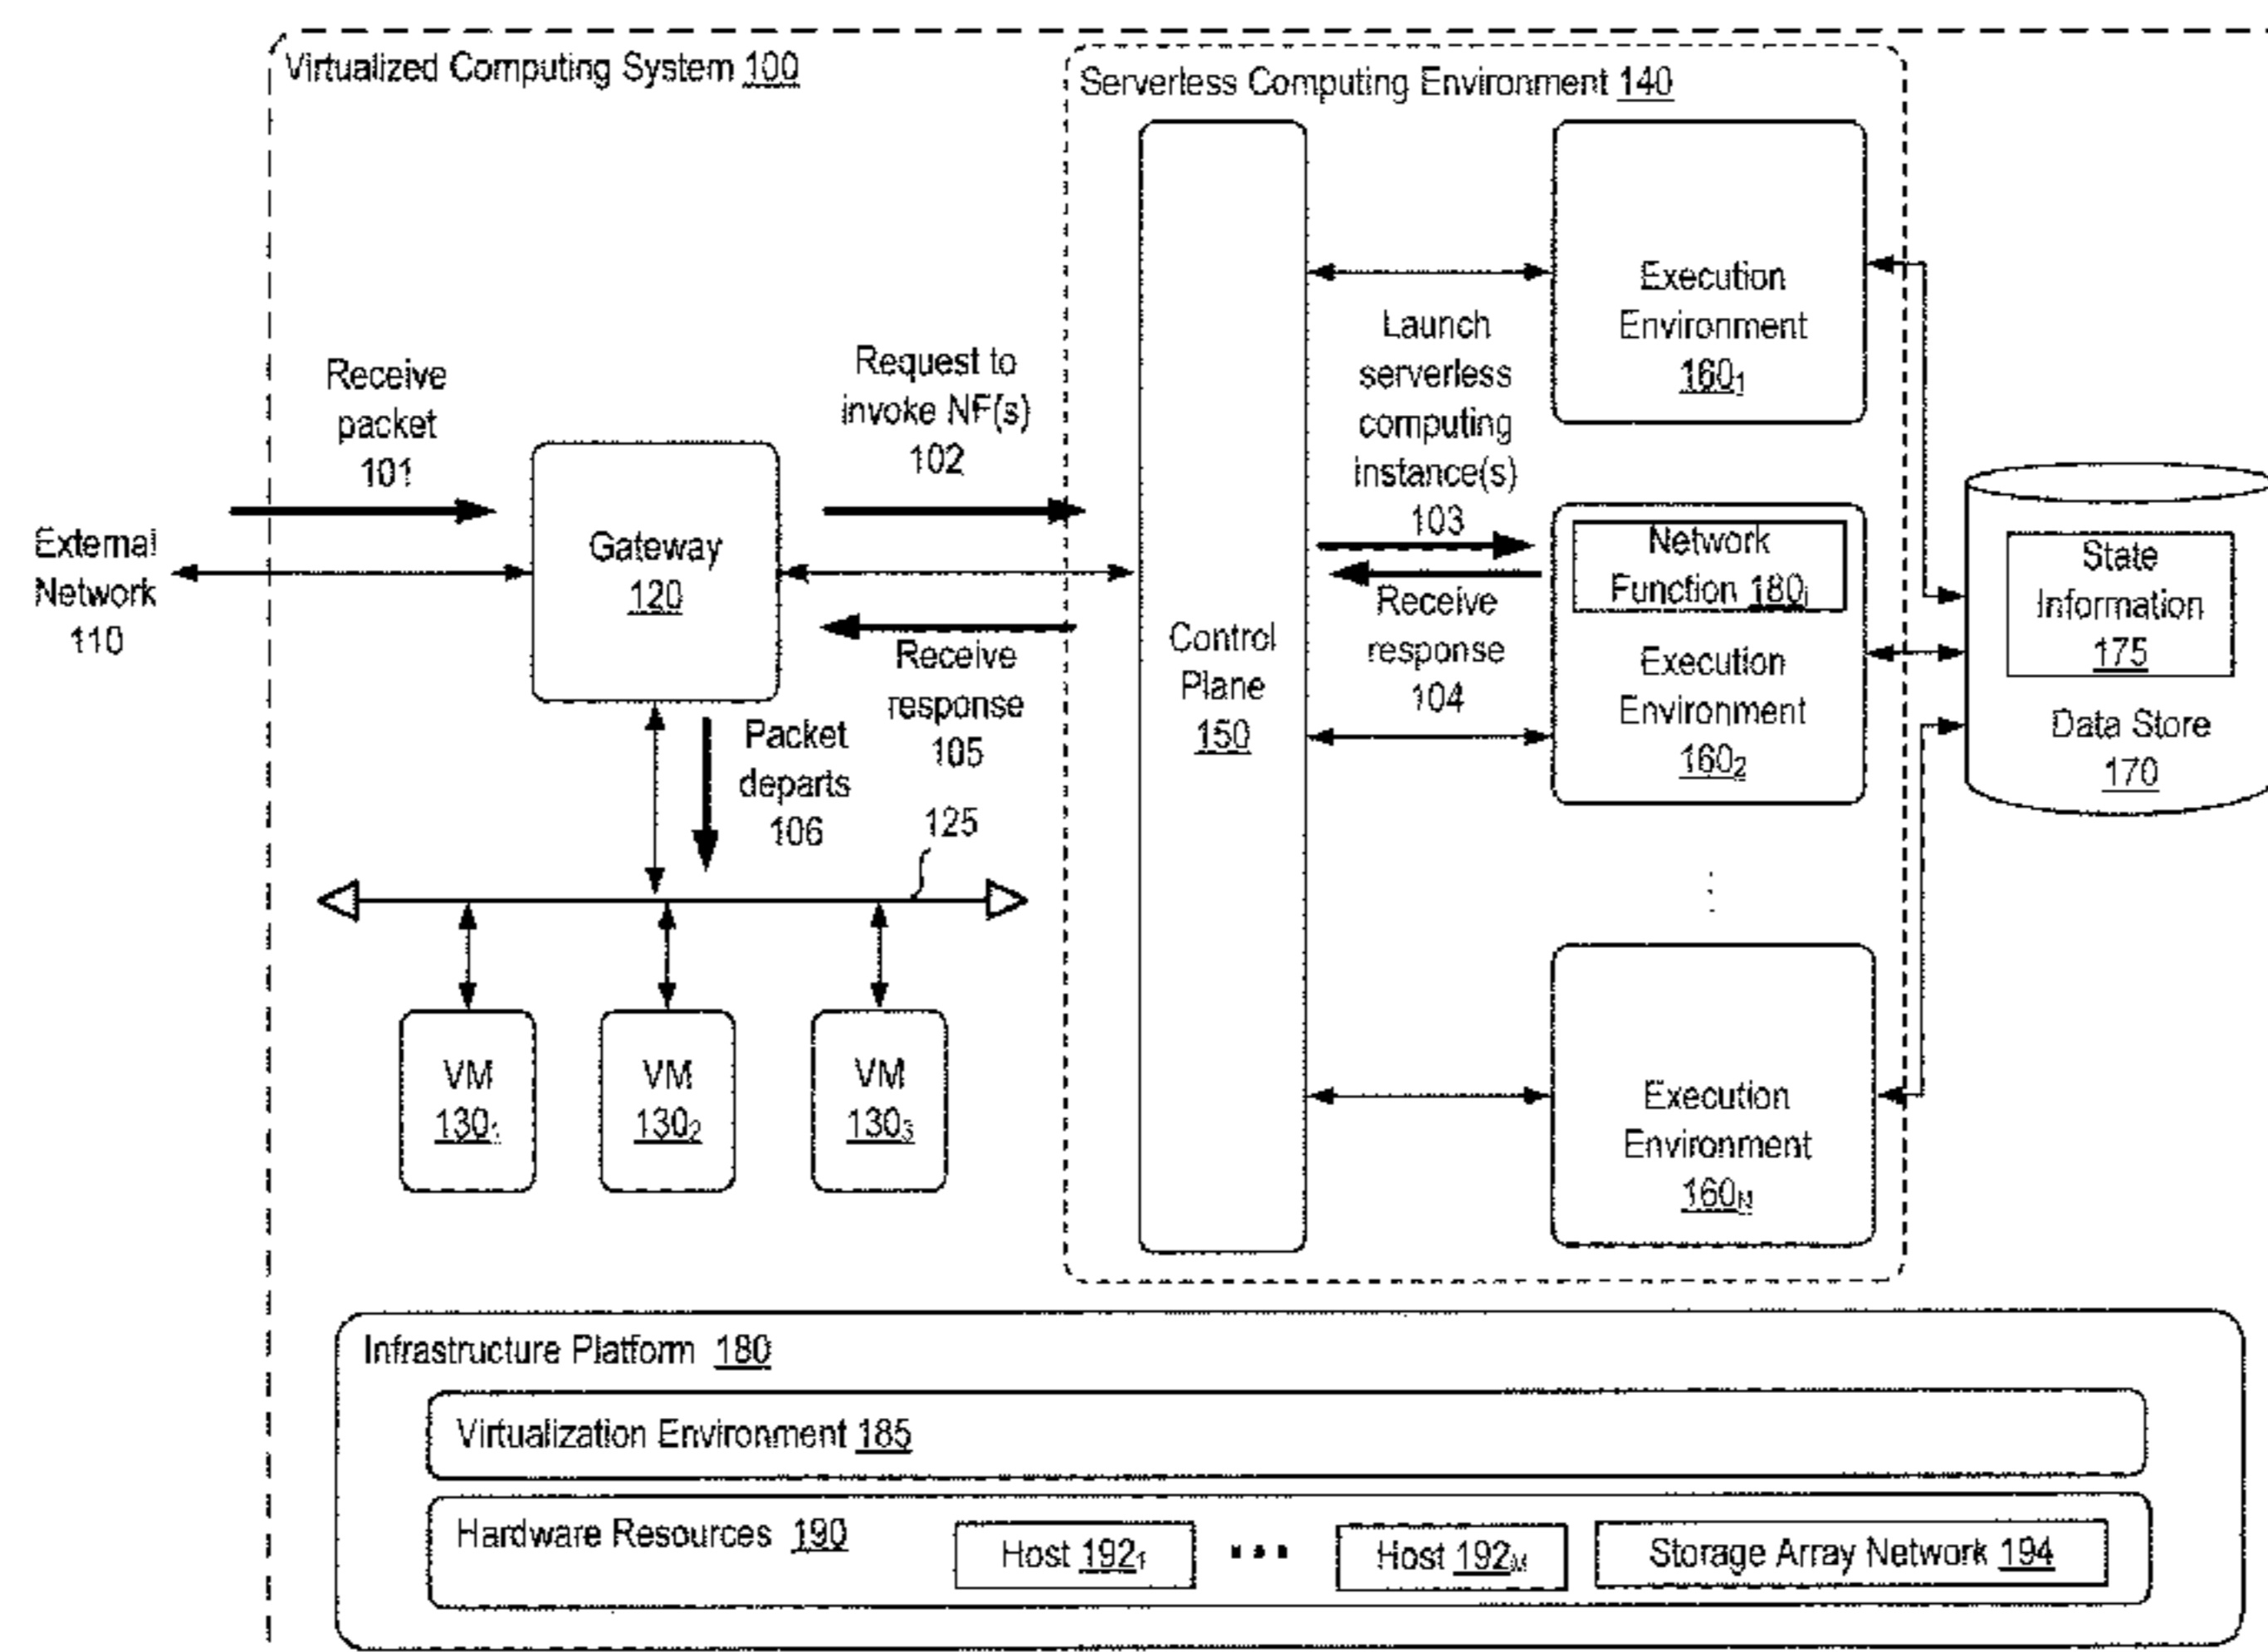 Virtualized Computing System 100
Serverless Computing Environment 140
Receive
packet
101
External
Network
110
Gateway
120
Request to
invoke NF(s)
102
Receive
response
105
Packet
departs
106
125
VM
130₁
VM
130₂
VM
130₃
Control
Plane
150
Launch
serverless
computing
instance(s)
103
Receive
response
104
Execution
Environment
160₁
Network
Function 180ᵢ
Execution
Environment
160₂
⋮
Execution
Environment
160N
State
Information
175
Data Store
170
Infrastructure Platform 180
Virtualization Environment 185
Hardware Resources 190
Host 192₁
...
Host 192M
Storage Array Network 194